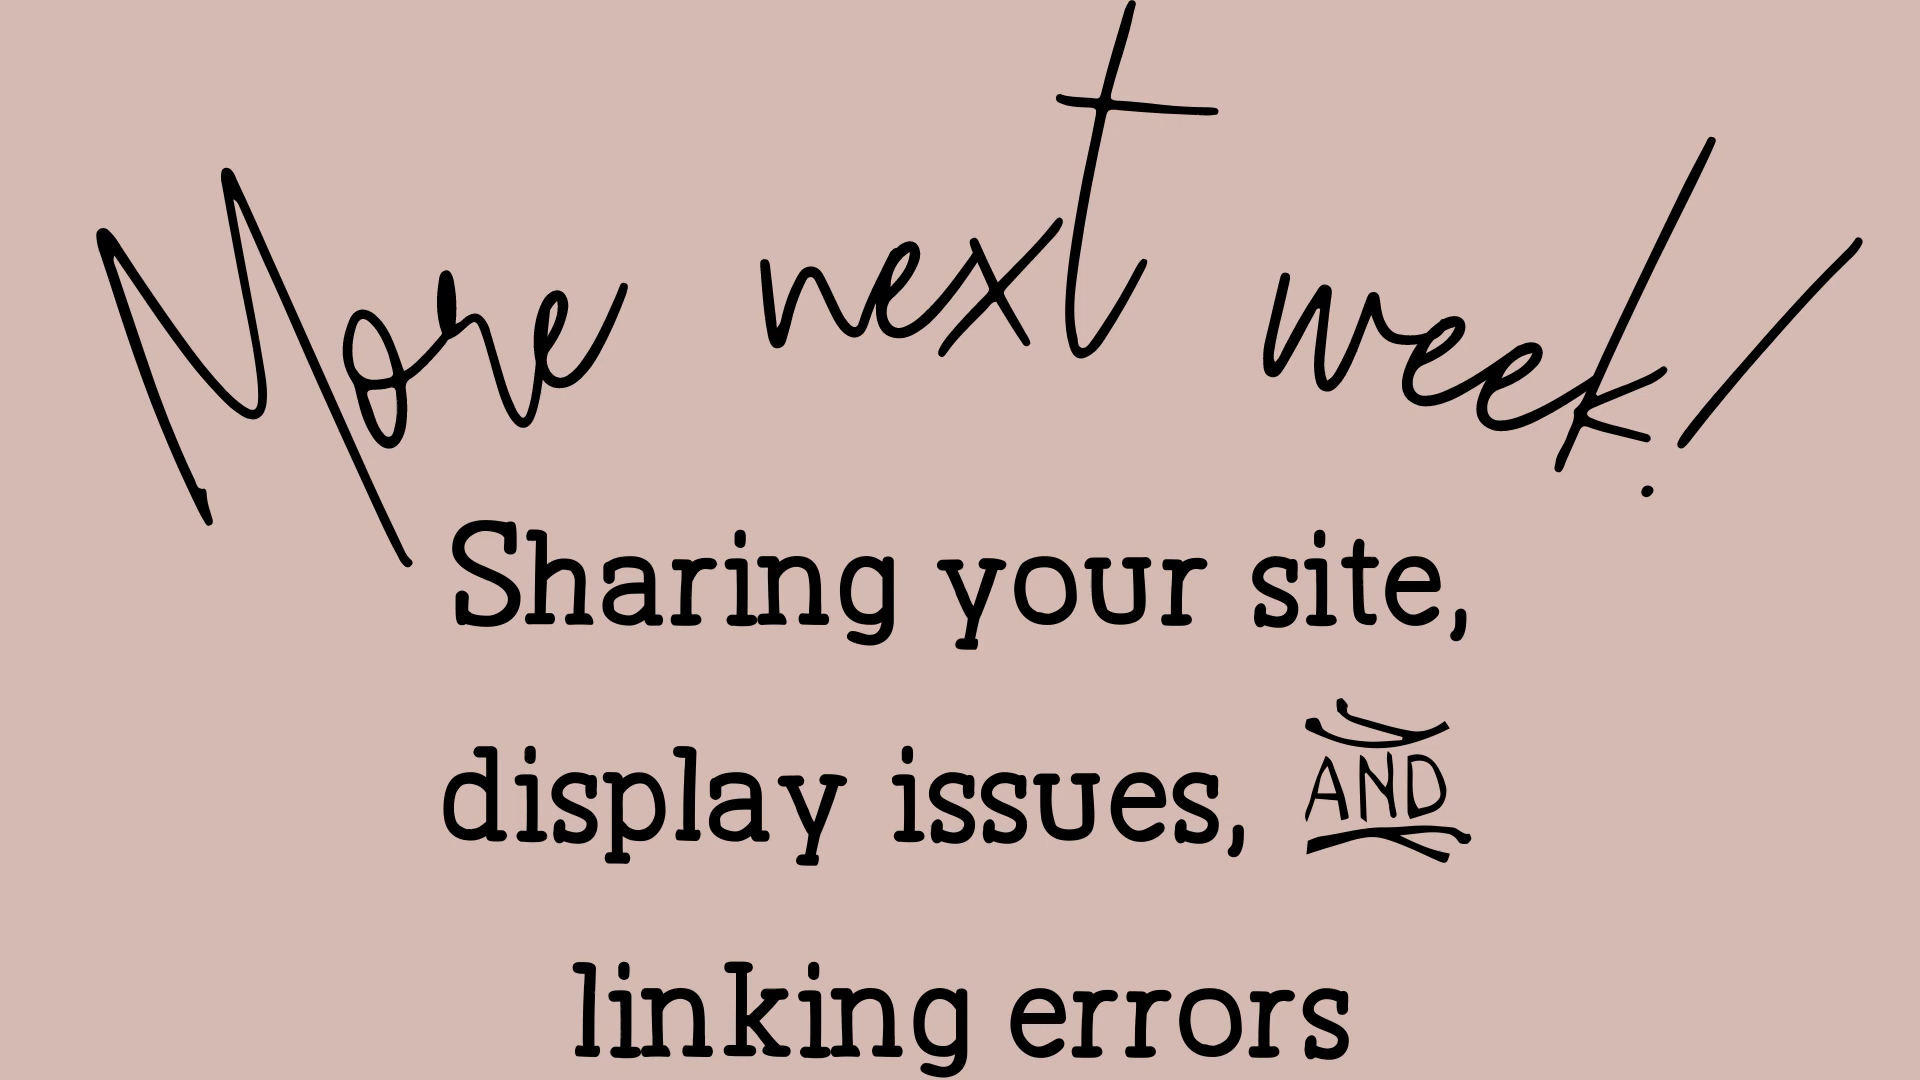 More next week!
Sharing your site,
display issues, AND
linking errors